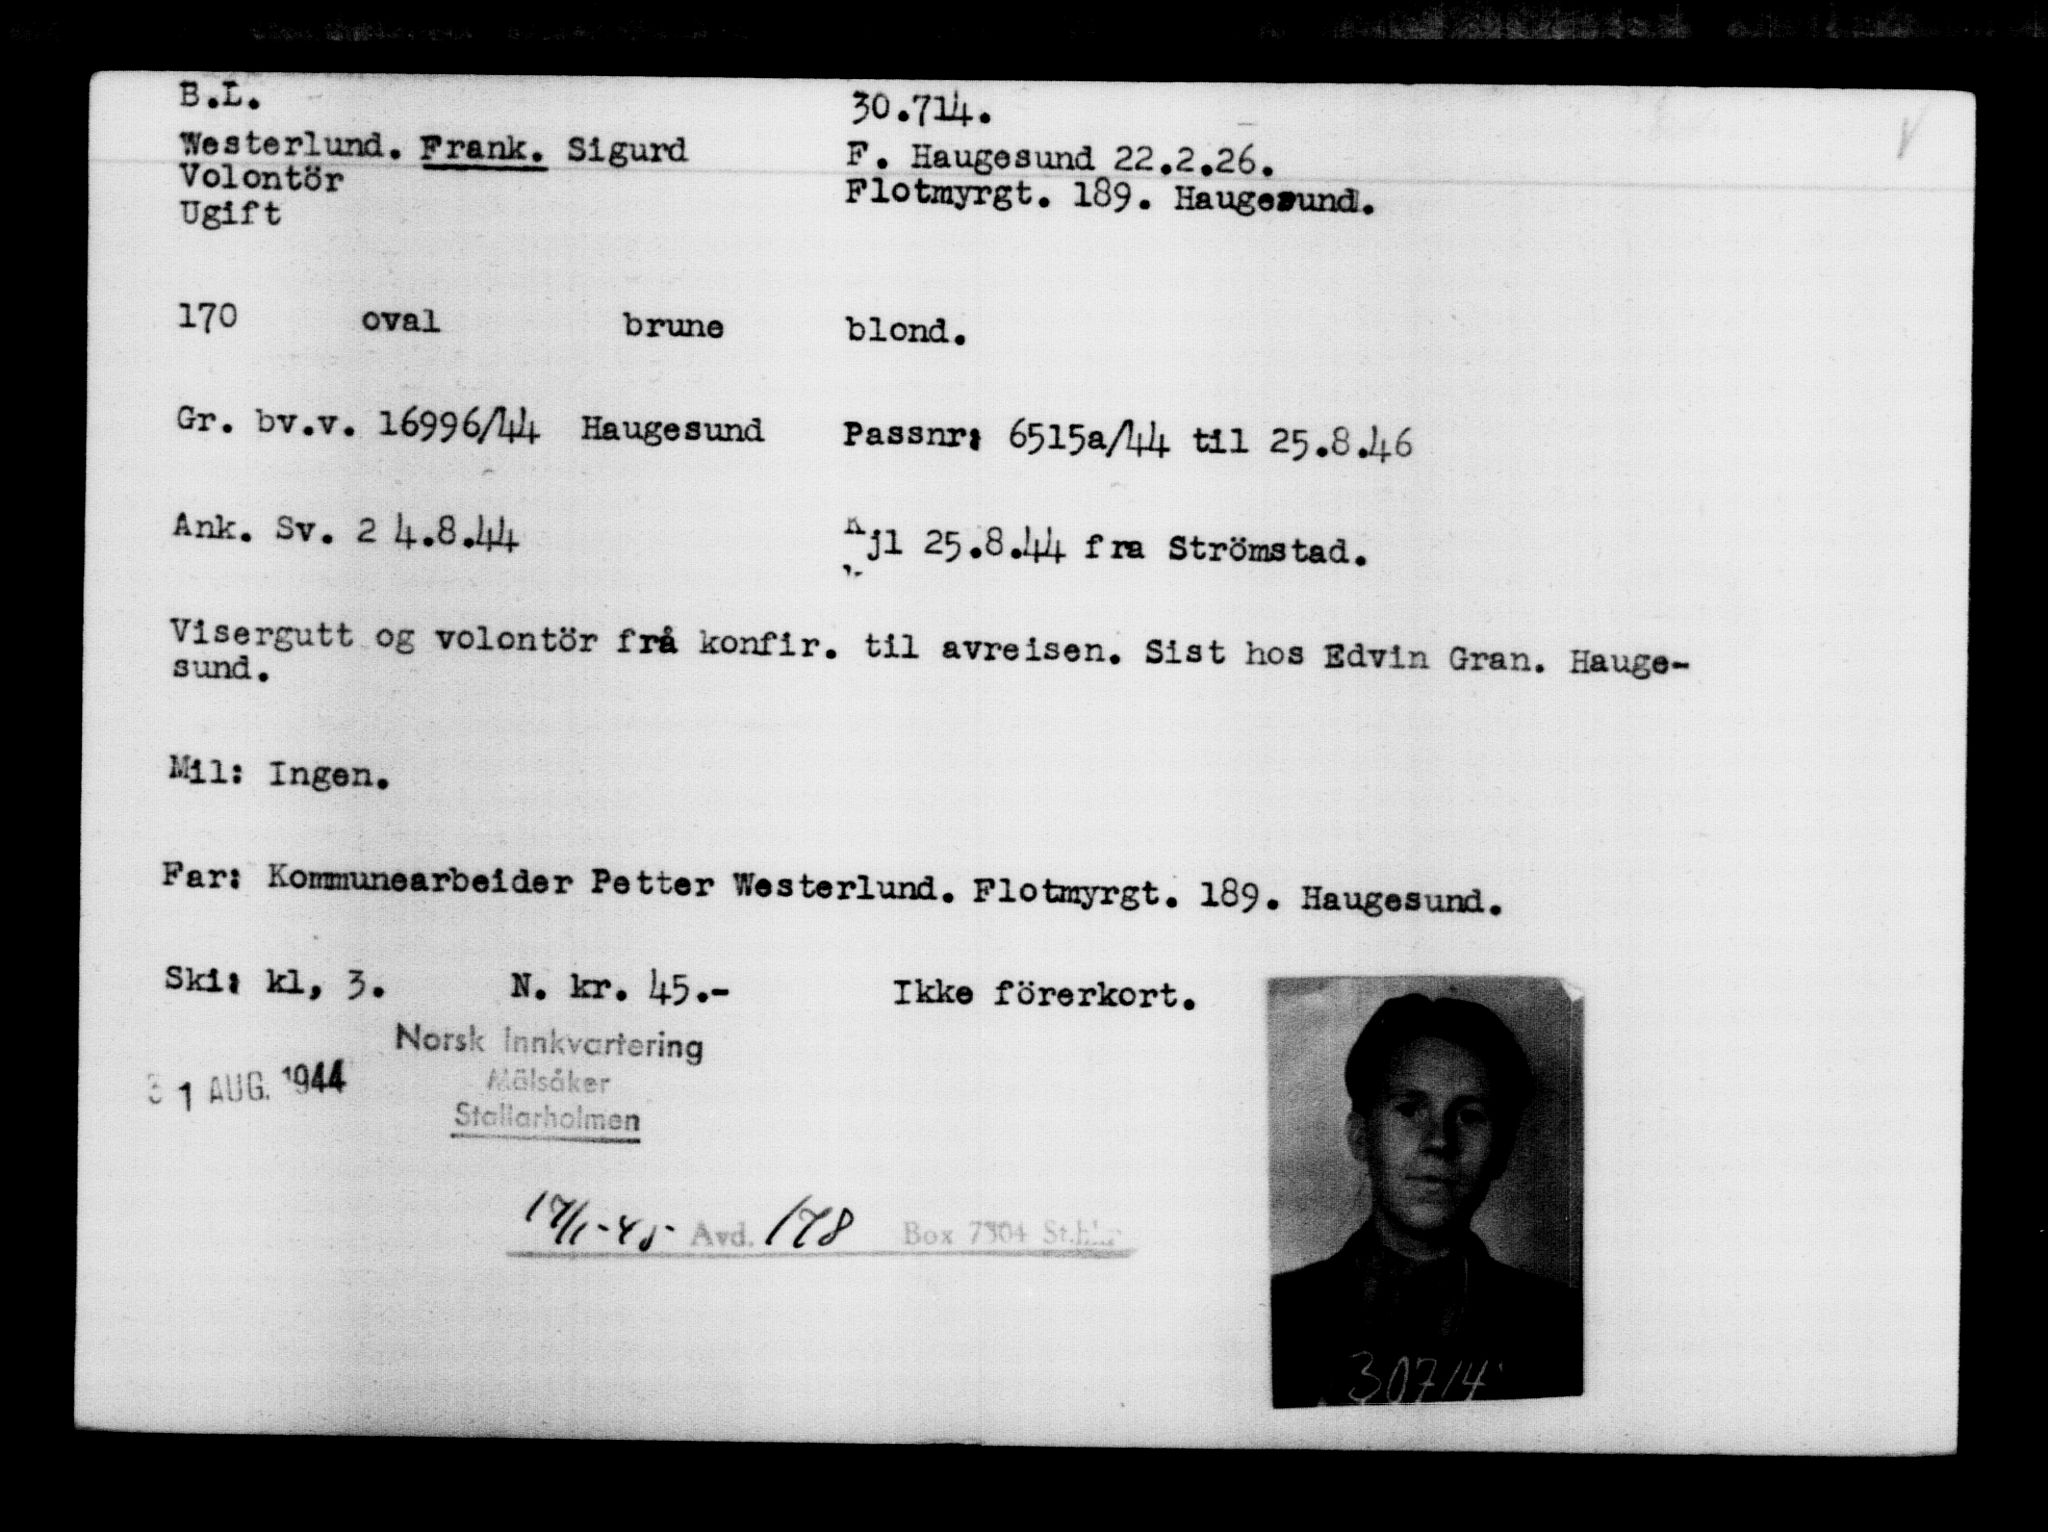 B.L. 30.714.
Westerlund. Frank. Sigurd F. Haugesund 22.2.26.
Volontör Flotmyrgt. 189. Haugesund.
Ugift
170 oval brune blond.
Gr. bv.v. 16996/44 Haugesund Passnr: 6515a/44 til 25.8.46
Ank. Sv. 2 4.8.44 Kjl 25.8.44 fra Strömstad.
Visergutt og volontör frå konfir. til avreisen. Sist hos Edvin Gran. Hauge-
sund.
Mil: Ingen.
Far: Kommunearbeider Petter Westerlund. Flotmyrgt. 189. Haugesund.
Ski: kl, 3. N. kr. 45.- Ikke förerkort.
Norsk Innkvartering
31 AUG. 1944 Mälsåker
Stallarholmen
17/1-45 Avd. 178 Box 7304
30714